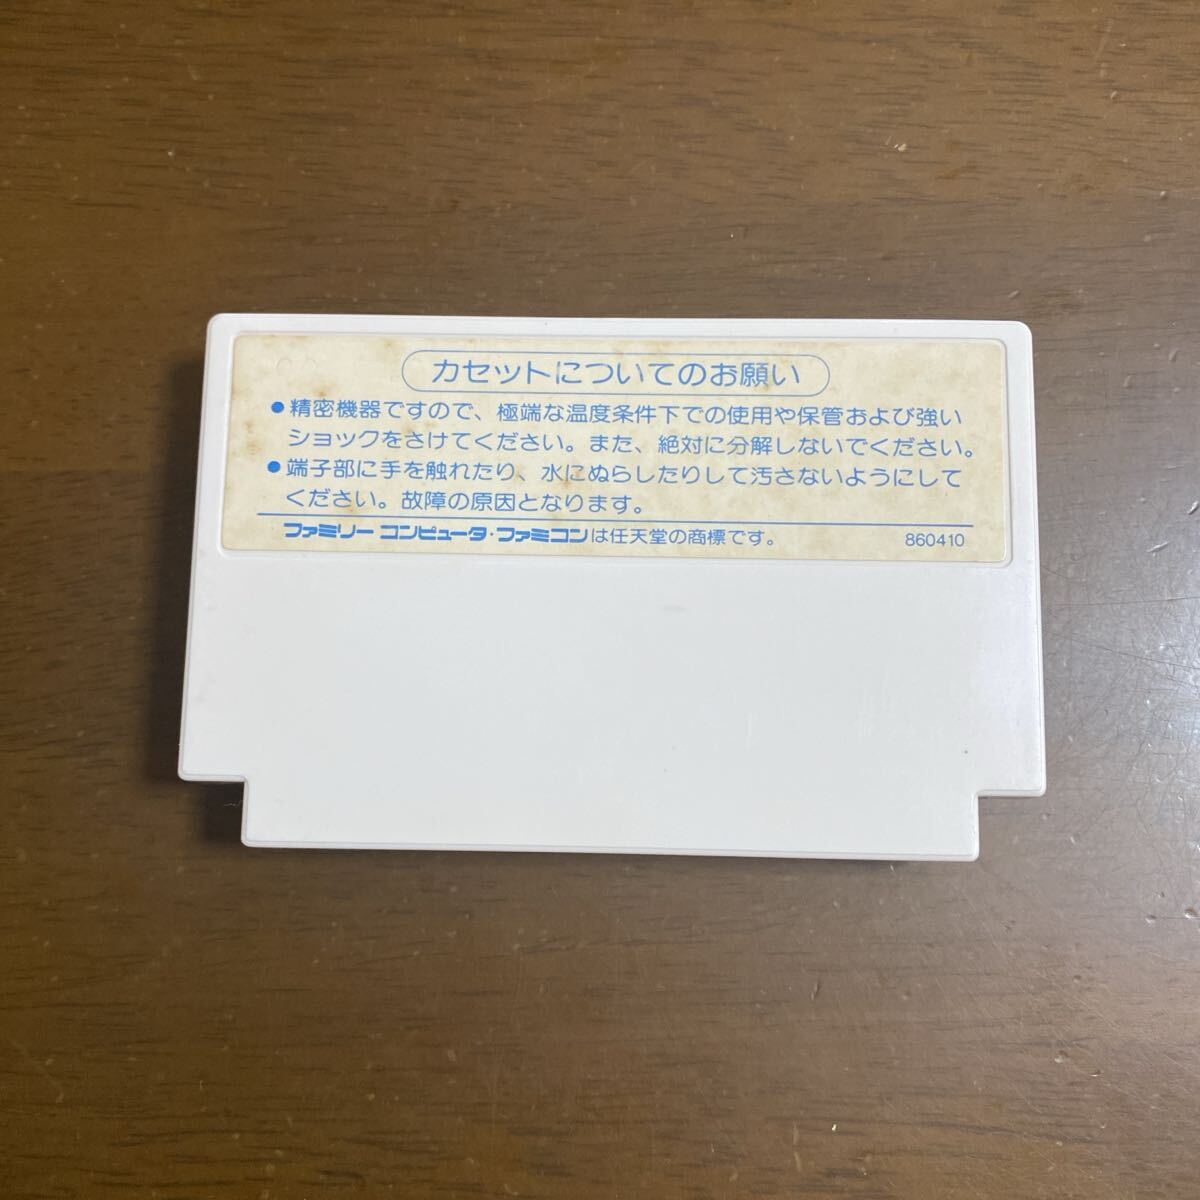 カセットについてのお願い
●精密機器ですので、極端な温度条件下での使用や保管および強い
ショックをさけてください。また、絶対に分解しないでください。
●端子部に手を触れたり、水にぬらしたりして汚さないようにして
ください。故障の原因となります。
ファミリーコンピュータ・ファミコンは任天堂の商標です。 860410